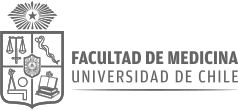 FACULTAD DE MEDICINA
UNIVERSIDAD DE CHILE